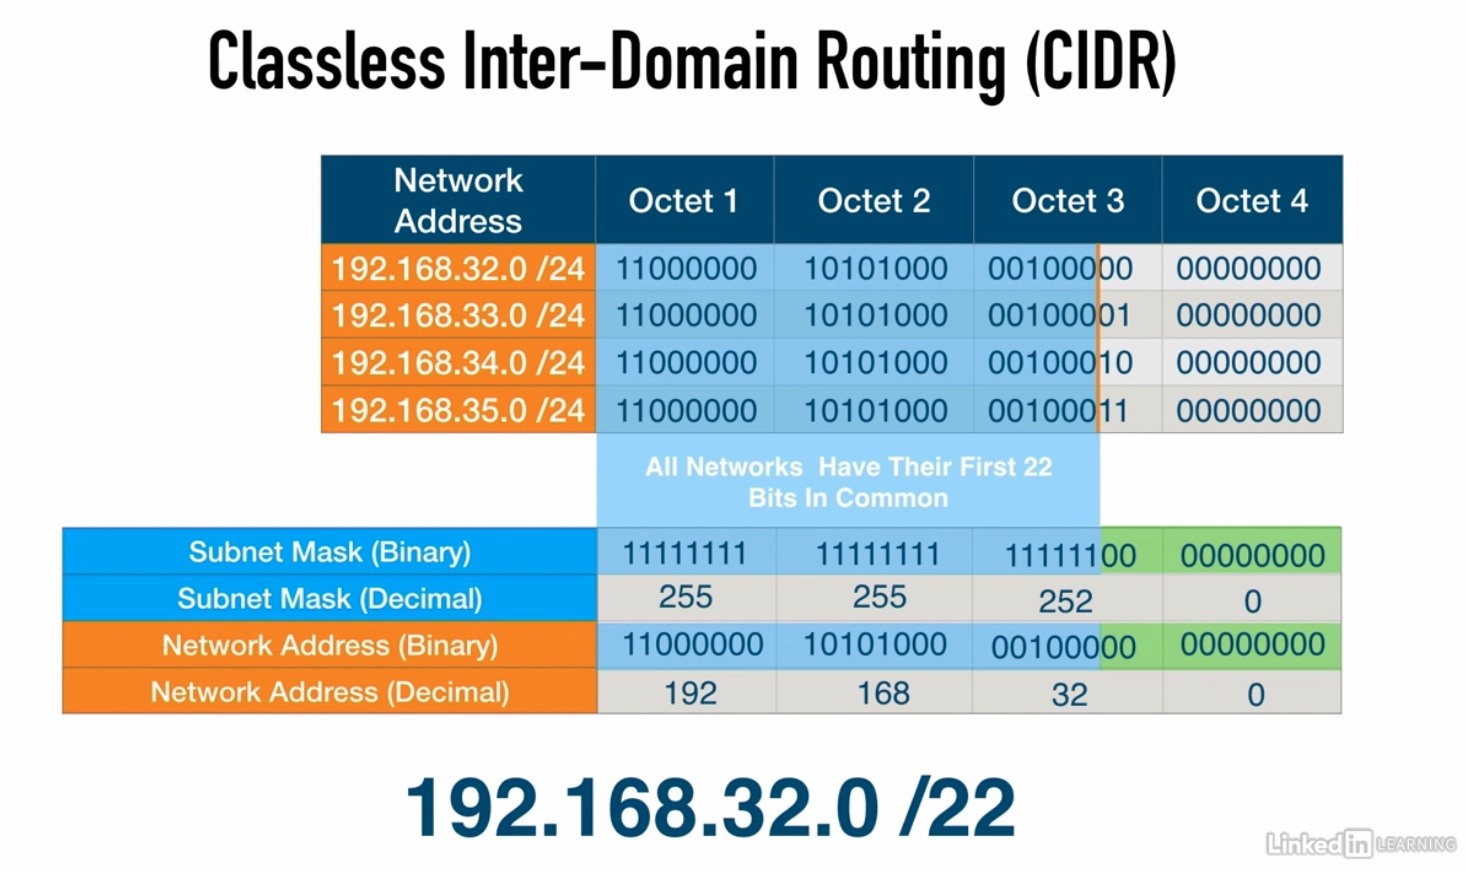 Classless Inter-Domain Routing (CIDR)
Network Address Octet 1 Octet 2 Octet 3 Octet 4
192.168.32.0 /24 11000000 10101000 00100000 00000000
192.168.33.0 /24 11000000 10101000 00100001 00000000
192.168.34.0 /24 11000000 10101000 00100010 00000000
192.168.35.0 /24 11000000 10101000 00100011 00000000
All Networks Have Their First 22
Bits In Common
Subnet Mask (Binary) 11111111 11111111 11111100 00000000
Subnet Mask (Decimal) 255 255 252 0
Network Address (Binary) 11000000 10101000 00100000 00000000
Network Address (Decimal) 192 168 32 0
192.168.32.0 /22
Linked in LEARNING